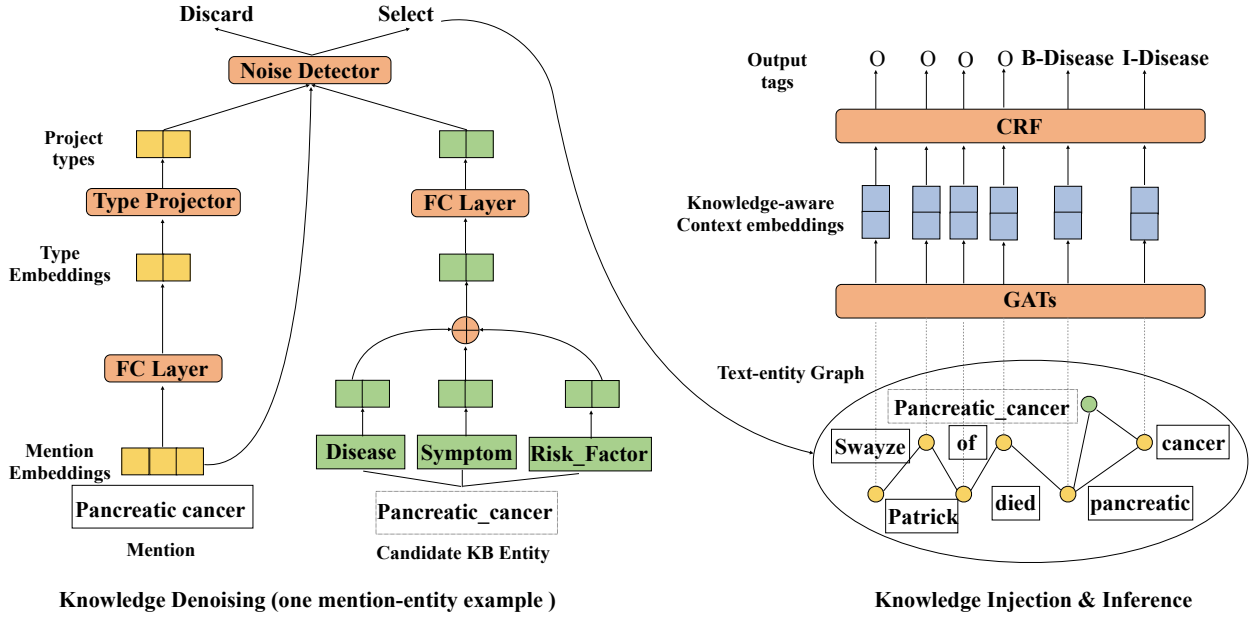 Discard
Select
Noise Detector
Project
types
Type Projector
FC Layer
Type
Embeddings
FC Layer
Mention
Embeddings
Disease
Symptom
Risk_Factor
Pancreatic cancer
Pancreatic_cancer
Mention
Candidate KB Entity
Knowledge Denoising (one mention-entity example )
Output
tags
O
O
O
O
B-Disease
I-Disease
CRF
Knowledge-aware
Context embeddings
GATs
Text-entity Graph
Pancreatic_cancer
Swayze
of
cancer
Patrick
died
pancreatic
Knowledge Injection & Inference